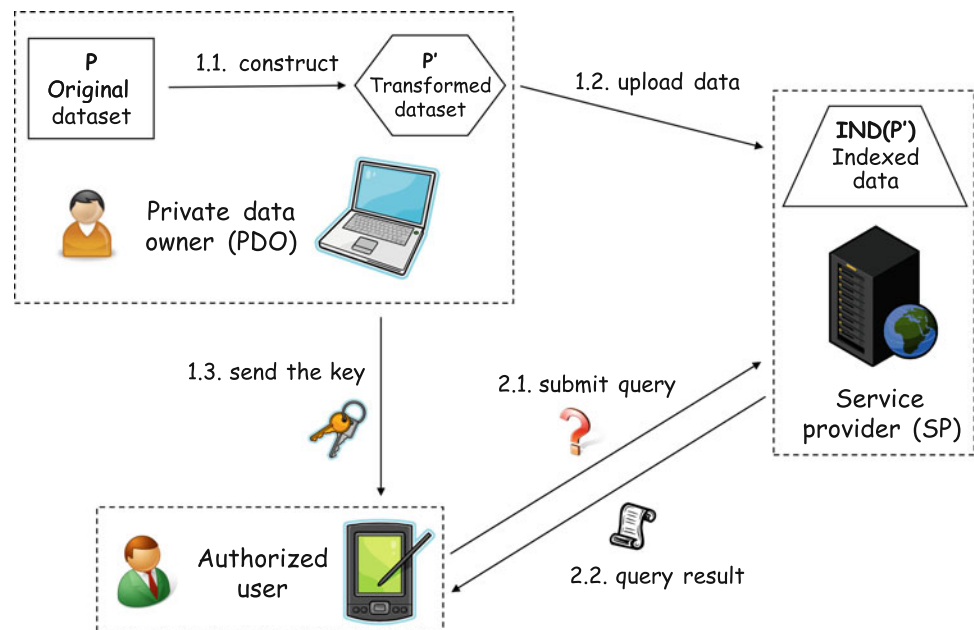 P
Original
dataset
1.1. construct
P'
Transformed
dataset
1.2. upload data
IND(P')
Indexed
data
Private data
owner (PDO)
1.3. send the key
2.1. submit query
Service
provider (SP)
Authorized
user
2.2. query result